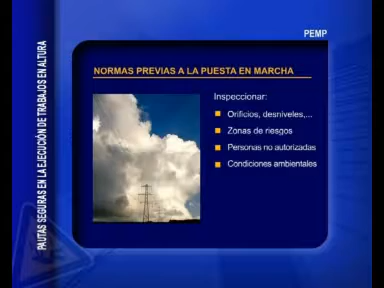 PEMP
PAUTAS SEGURAS EN LA EJECUCIÓN DE TRABAJOS EN ALTURA
NORMAS PREVIAS A LA PUESTA EN MARCHA
Inspeccionar:
Orificios, desniveles,...
Zonas de riesgos
Personas no autorizadas
Condiciones ambientales